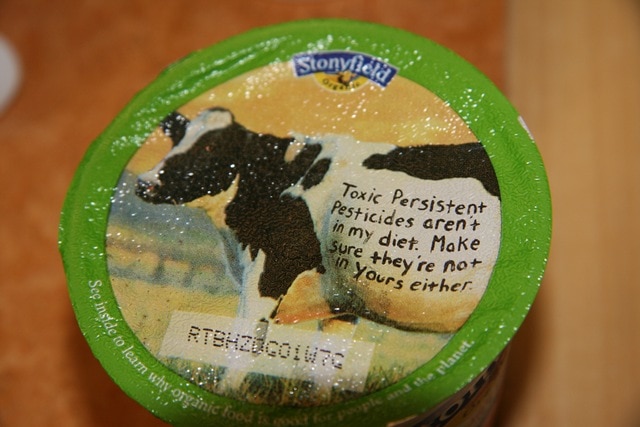 Stonyfield
Organic
Toxic Persistent
Pesticides aren't
in my diet. Make
sure they're not
in yours either.
See inside to learn why organic food is good for people, and the planet.